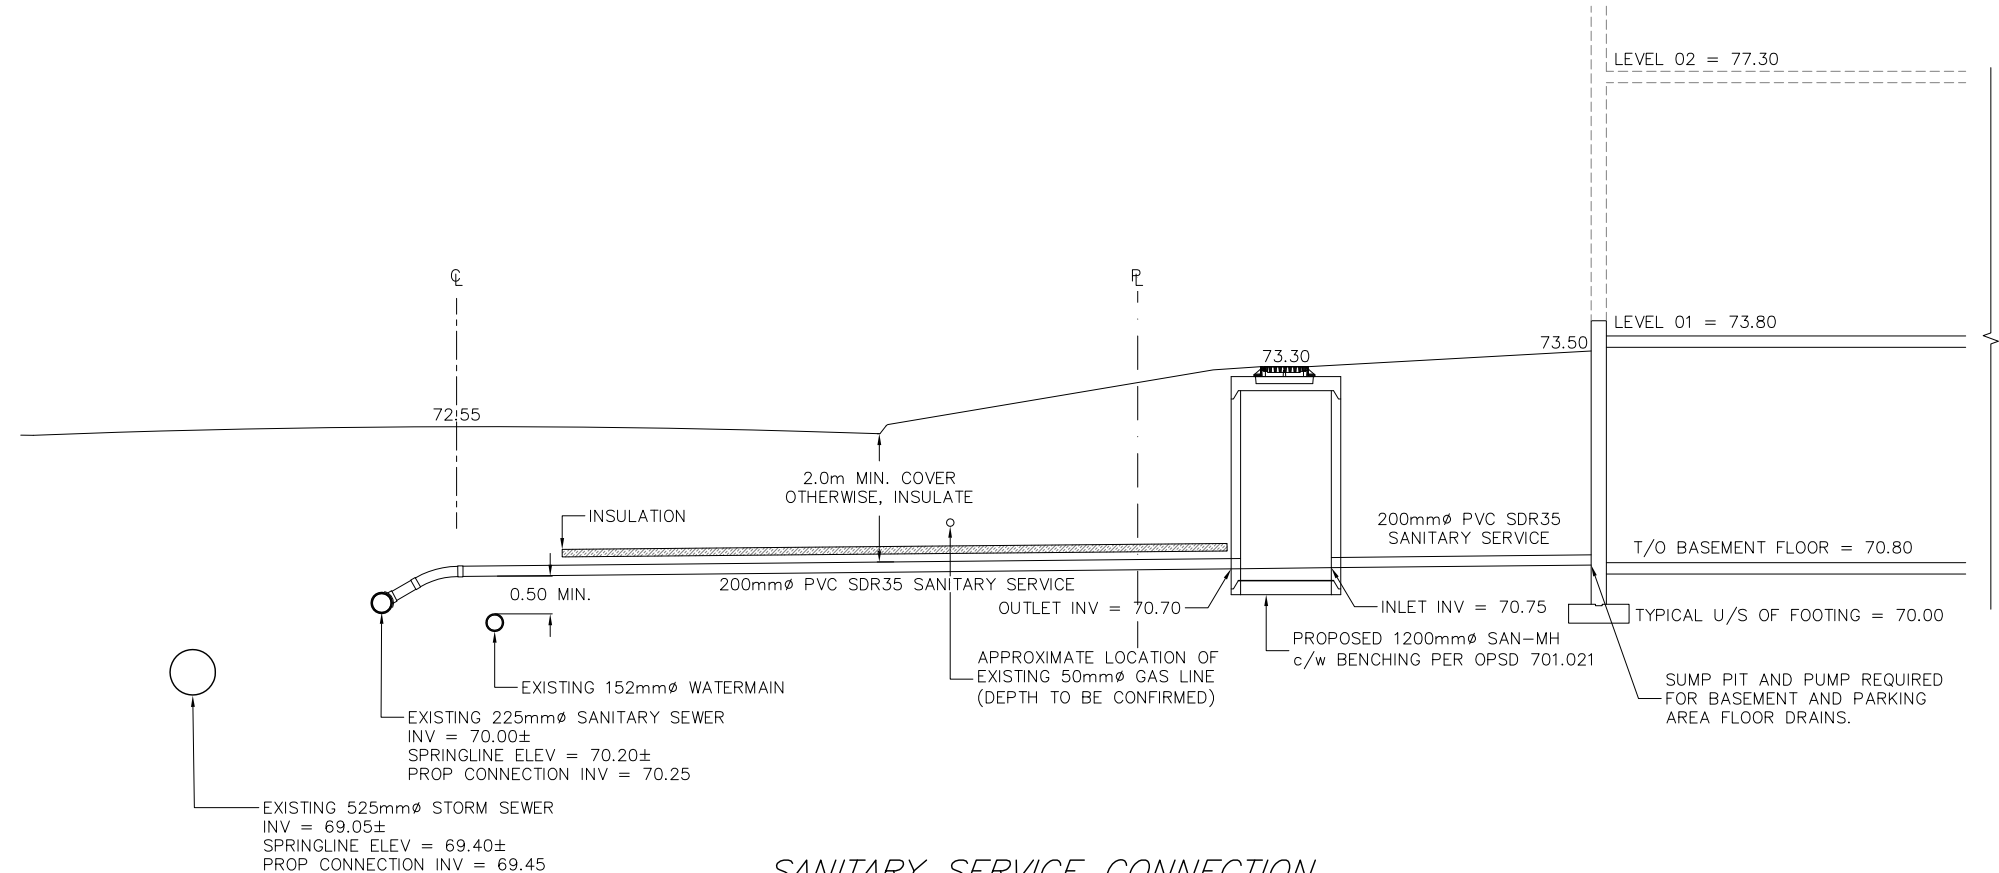 LEVEL 02 = 77.30
℄
PL
LEVEL 01 = 73.80
73.50
73.30
72.55
2.0m MIN. COVER
OTHERWISE, INSULATE
INSULATION
200mmø PVC SDR35
SANITARY SERVICE
T/O BASEMENT FLOOR = 70.80
200mmø PVC SDR35 SANITARY SERVICE
0.50 MIN.
OUTLET INV = 70.70
INLET INV = 70.75
TYPICAL U/S OF FOOTING = 70.00
PROPOSED 1200mmø SAN-MH
c/w BENCHING PER OPSD 701.021
APPROXIMATE LOCATION OF
EXISTING 50mmø GAS LINE
(DEPTH TO BE CONFIRMED)
SUMP PIT AND PUMP REQUIRED
FOR BASEMENT AND PARKING
AREA FLOOR DRAINS.
EXISTING 152mmø WATERMAIN
EXISTING 225mmø SANITARY SEWER
INV = 70.00±
SPRINGLINE ELEV = 70.20±
PROP CONNECTION INV = 70.25
EXISTING 525mmø STORM SEWER
INV = 69.05±
SPRINGLINE ELEV = 69.40±
PROP CONNECTION INV = 69.45
SANITARY SERVICE CONNECTION